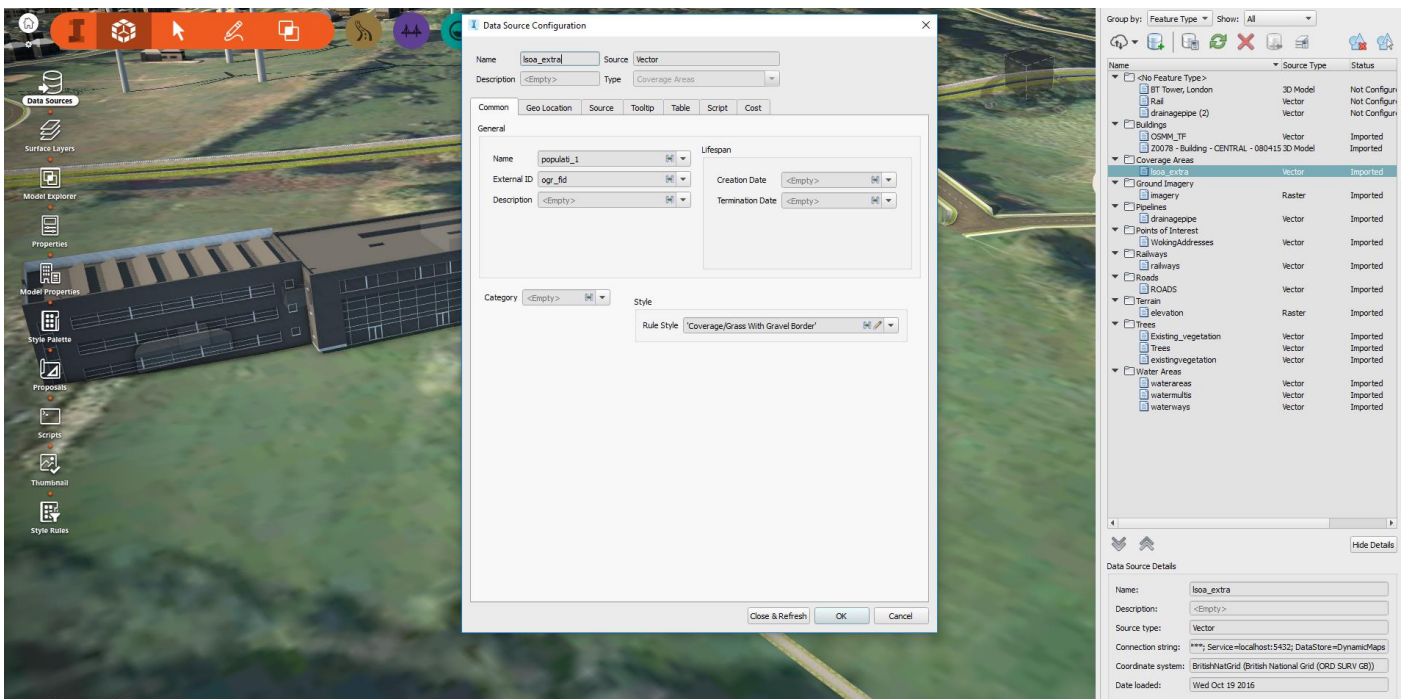 Data Sources
Surface Layers
Model Explorer
Properties
Model Properties
Style Palette
Proposals
Scripts
Thumbnail
Style Rules
Data Source Configuration
Name lsoa_extra Source Vector
Description <Empty> Type Coverage Areas
Common Geo Location Source Tooltip Table Script Cost
General
Name populati_1
External ID ogr_fid
Description <Empty>
Lifespan
Creation Date <Empty>
Termination Date <Empty>
Category <Empty>
Style
Rule Style 'Coverage/Grass With Gravel Border'
Close & Refresh OK Cancel
Group by: Feature Type Show: All
Name Source Type Status
<No Feature Type>
BT Tower, London 3D Model Not Configur
Rail Vector Not Configur
drainagepipe (2) Vector Not Configur
Buildings
OSMM_TF Vector Imported
Z0078 - Building - CENTRAL - 080415 3D Model Imported
Coverage Areas
lsoa_extra Vector Imported
Ground Imagery
imagery Raster Imported
Pipelines
drainagepipe Vector Imported
Points of Interest
WokingAddresses Vector Imported
Railways
railways Vector Imported
Roads
ROADS Vector Imported
Terrain
elevation Raster Imported
Trees
Existing_vegetation Vector Imported
Trees Vector Imported
existingvegetation Vector Imported
Water Areas
waterareas Vector Imported
watermultis Vector Imported
waterways Vector Imported
Hide Details
Data Source Details
Name: lsoa_extra
Description: <Empty>
Source type: Vector
Connection string: ***; Service=localhost:5432; DataStore=DynamicMaps
Coordinate system: BritishNatGrid (British National Grid (ORD SURV GB))
Date loaded: Wed Oct 19 2016